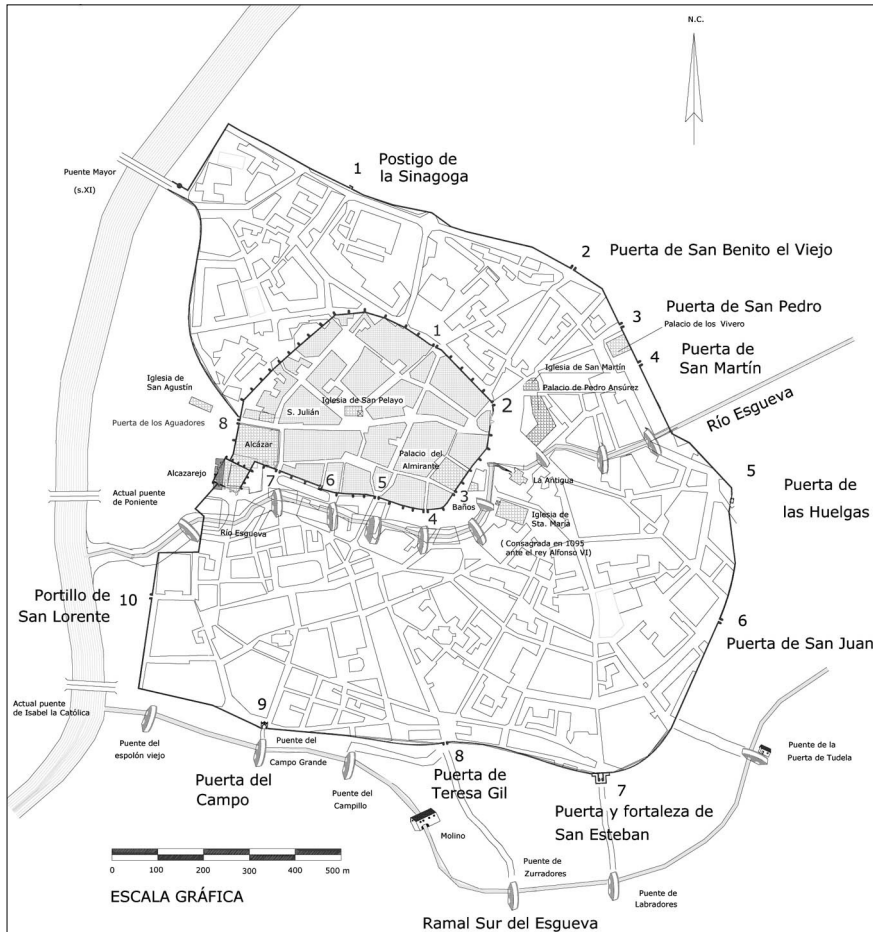 N.C.
Puente Mayor
(s.XI)
1
Postigo de
la Sinagoga
2
Puerta de San Benito el Viejo
3
Puerta de San Pedro
Palacio de los Vivero
4
Puerta de
San Martín
Iglesia de San Martín
Palacio de Pedro Ansúrez
Río Esgueva
1
2
Iglesia de
San Agustín
Iglesia de San Pelayo
S. Julián
Puerta de los Aguadores
8
Alcázar
Palacio del
Almirante
Alcazarejo
7
6
5
4
3
Baños
La Antigua
5
Puerta de
las Huelgas
Actual puente
de Poniente
Río Esgueva
Iglesia de
Sta. María
( Consagrada en 1095
ante el rey Alfonso VI)
Portillo de
San Lorente
10
6
Puerta de San Juan
Actual puente
de Isabel la Católica
9
Puente del
espolón viejo
Puente del
Campo Grande
Puerta del
Campo
Puente del
Campillo
8
Puerta de
Teresa Gil
7
Puerta y fortaleza de
San Esteban
Puente de la
Puerta de Tudela
Molino
Puente de
Zurradores
Puente de
Labradores
0 100 200 300 400 500 m
ESCALA GRÁFICA
Ramal Sur del Esgueva